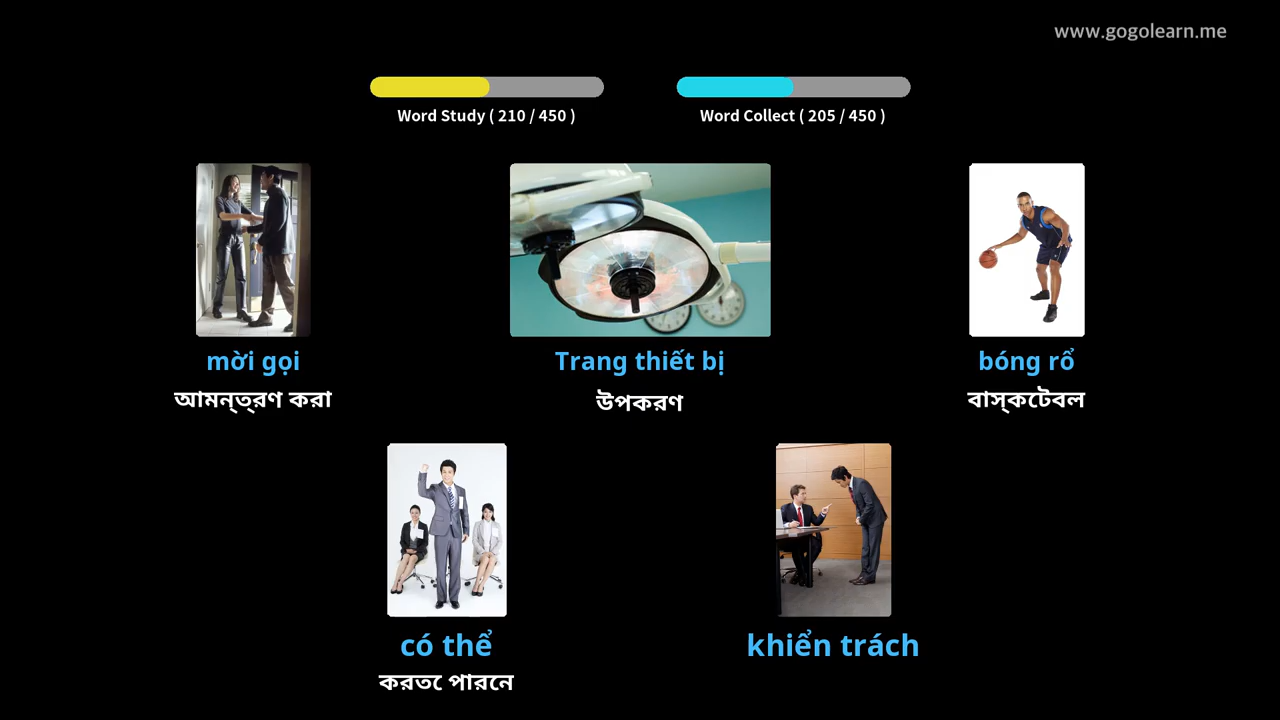 www.gogolearn.me
Word Study ( 210 / 450 )
Word Collect ( 205 / 450 )
mời gọi
Trang thiết bị
bóng rổ
আমন্ত্রণ করা
উপকরণ
বাস্কেটবল
có thể
khiển trách
করতে পারেন